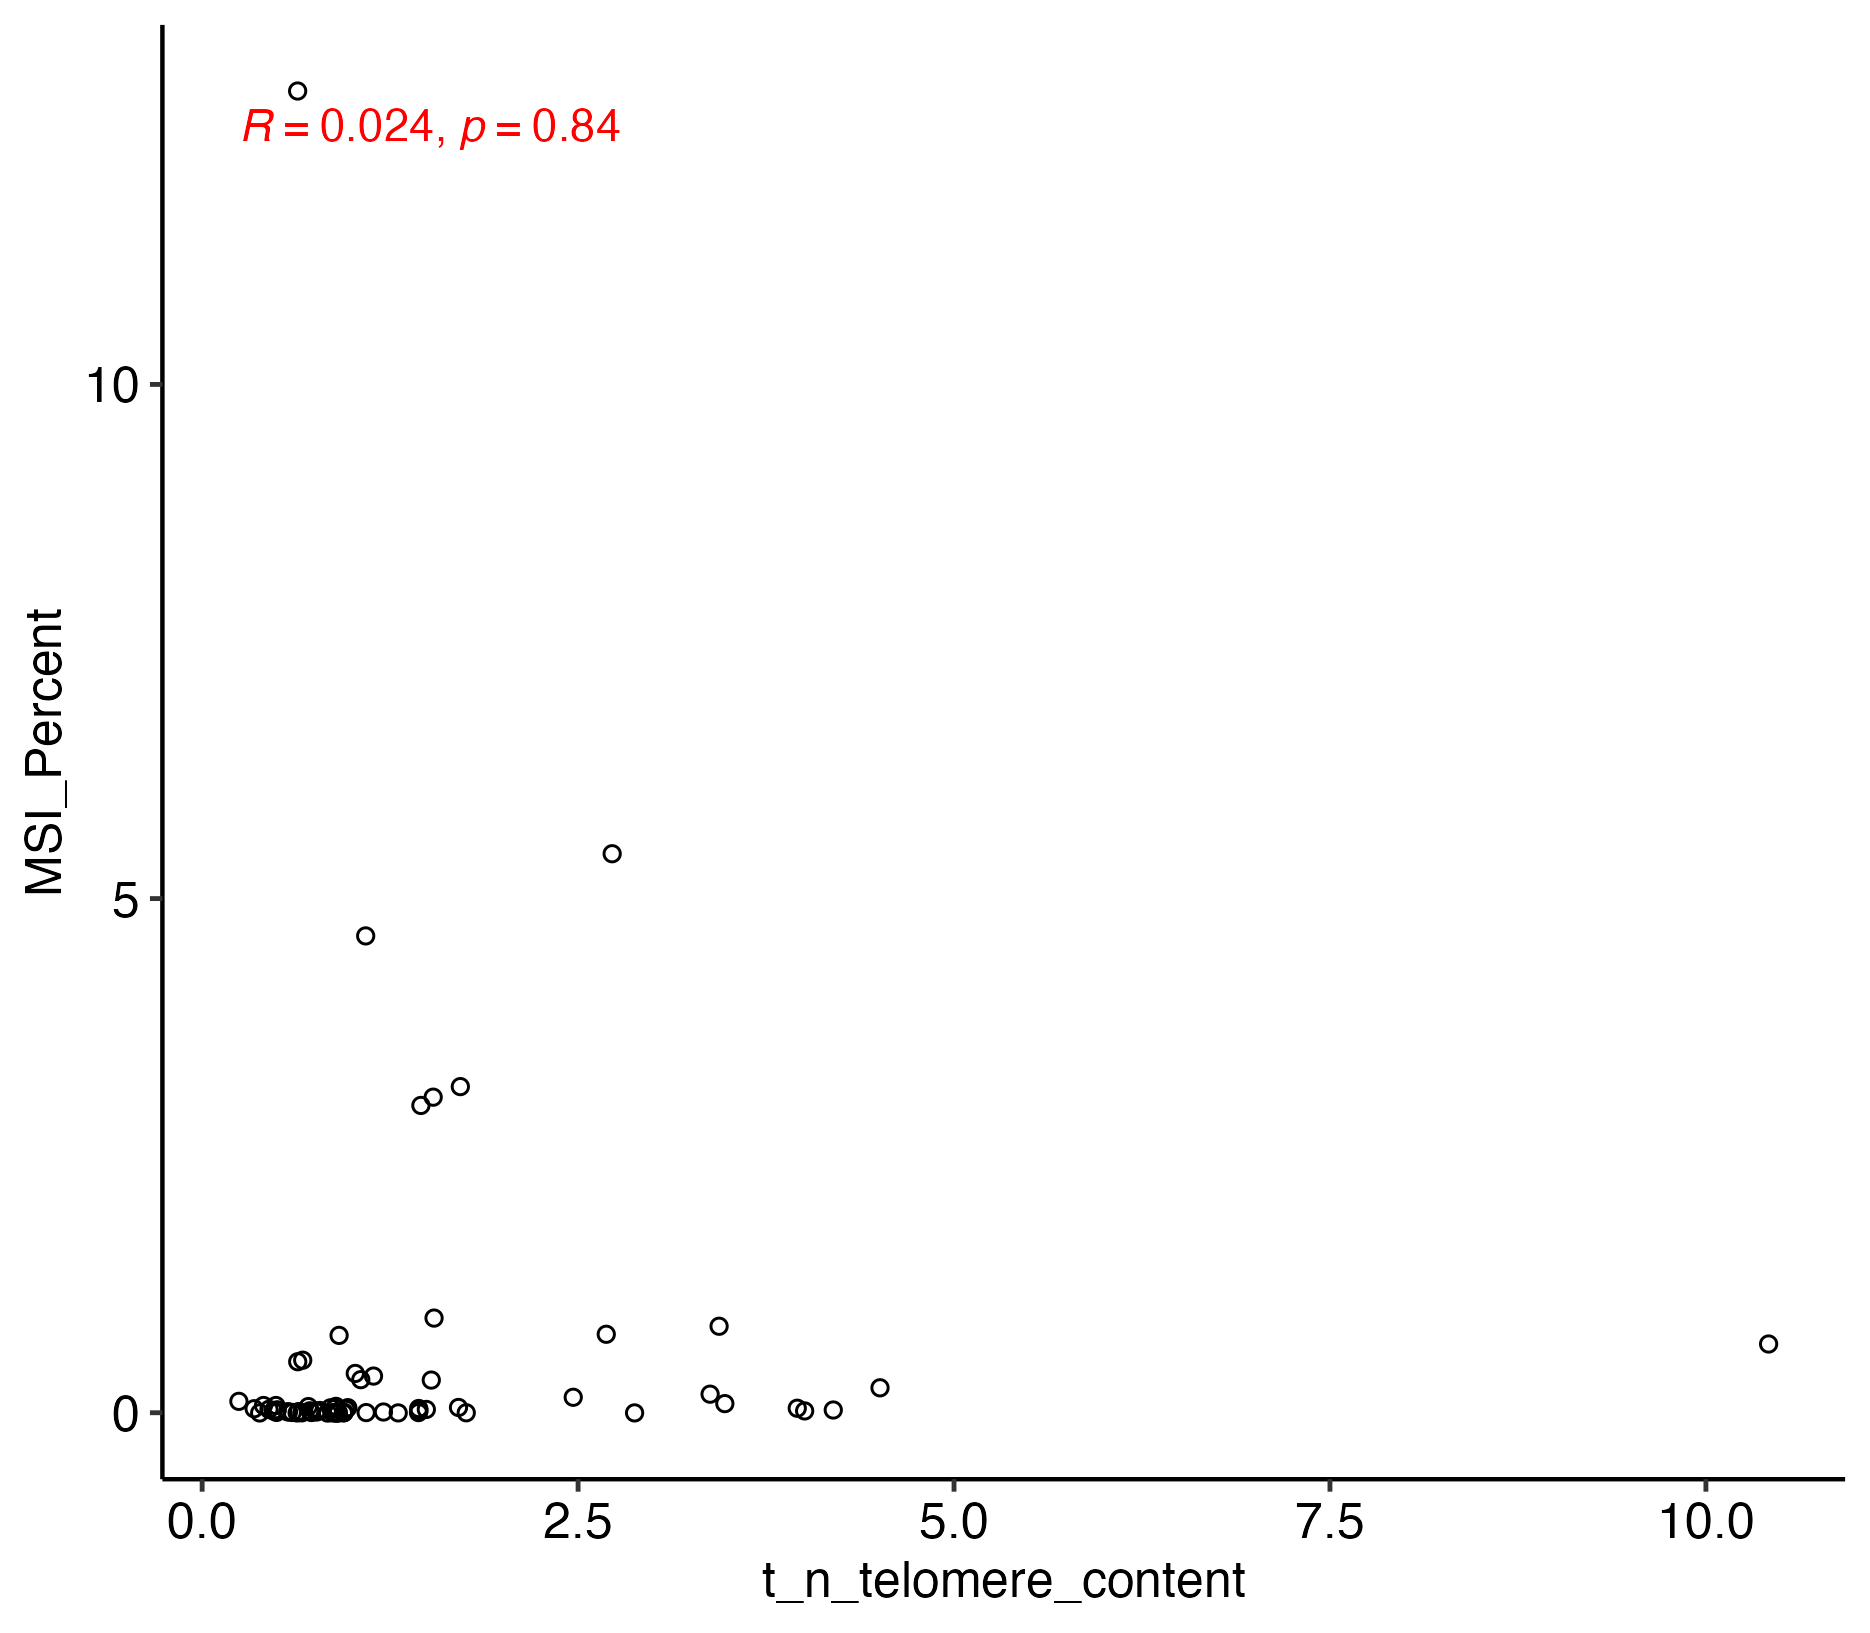 R = 0.024, p = 0.84
10
5
0
MSI_Percent
0.0 2.5 5.0 7.5 10.0
t_n_telomere_content